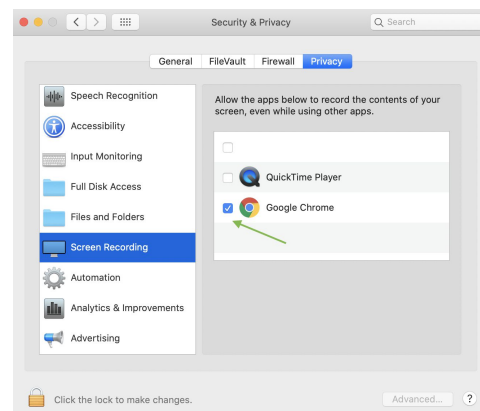 Security & Privacy
Search
General
FileVault
Firewall
Privacy
Speech Recognition
Accessibility
Input Monitoring
Full Disk Access
Files and Folders
Screen Recording
Automation
Analytics & Improvements
Advertising
Allow the apps below to record the contents of your
screen, even while using other apps.
QuickTime Player
Google Chrome
Click the lock to make changes.
Advanced...
?